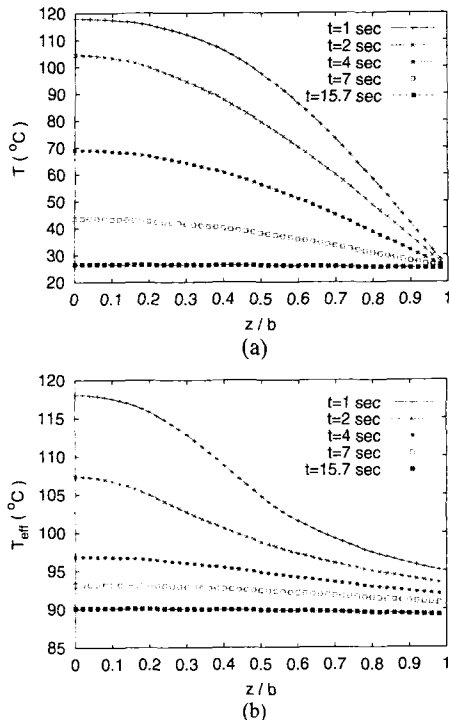 120
110
100
90
80
70
60
50
40
30
20
T ( °C)
t=1 sec
t=2 sec
t=4 sec
t=7 sec
t=15.7 sec
0 0.1 0.2 0.3 0.4 0.5 0.6 0.7 0.8 0.9 1
z / b
(a)
120
115
110
105
100
95
90
85
Teff ( °C)
t=1 sec
t=2 sec
t=4 sec
t=7 sec
t=15.7 sec
0 0.1 0.2 0.3 0.4 0.5 0.6 0.7 0.8 0.9 1
z / b
(b)